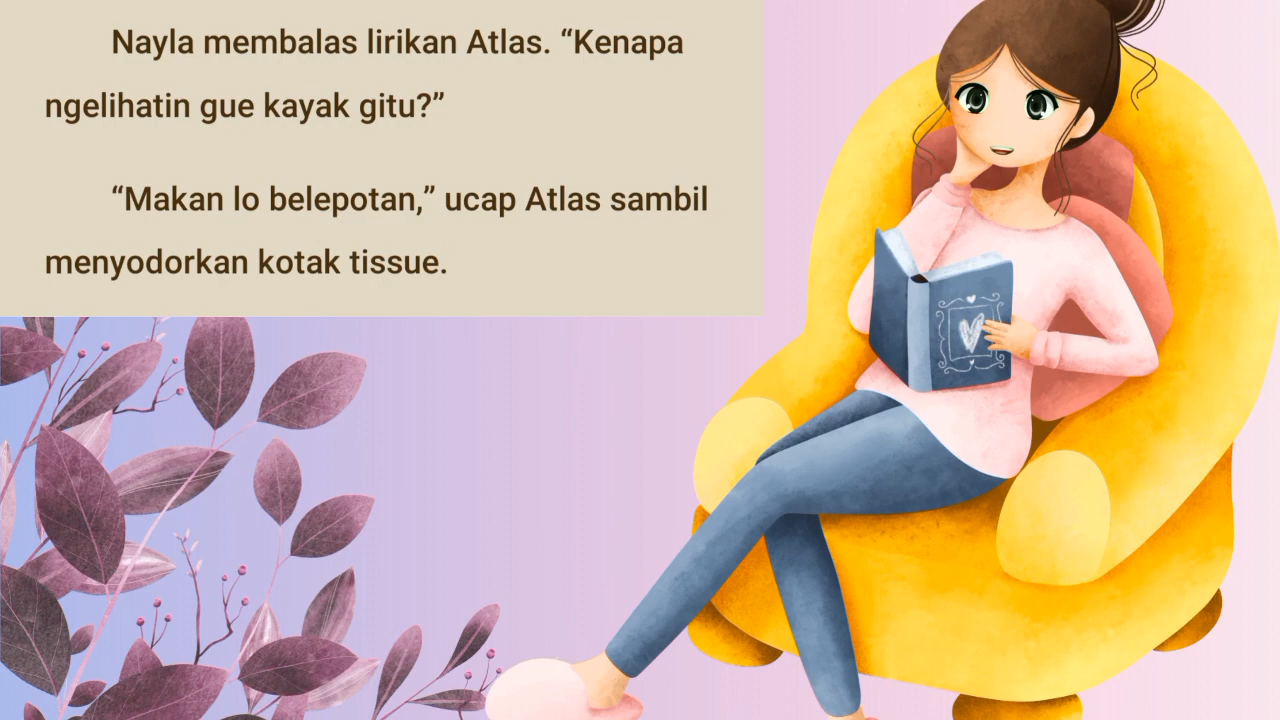 Nayla membalas lirikan Atlas. “Kenapa
ngelihatin gue kayak gitu?”
“Makan lo belepotan,” ucap Atlas sambil
menyodorkan kotak tissue.